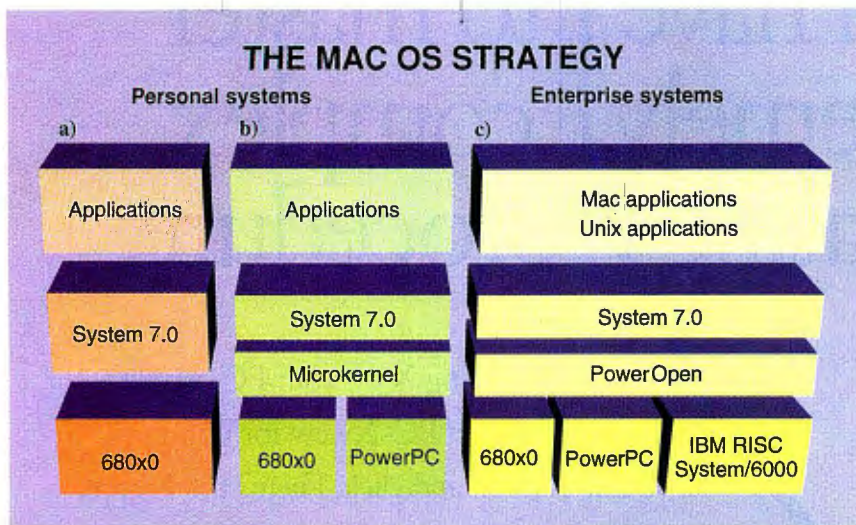 THE MAC OS STRATEGY
Personal systems
Enterprise systems
a)
b)
c)
Applications
Applications
Mac applications
Unix applications
System 7.0
System 7.0
System 7.0
Microkernel
PowerOpen
680x0
680x0
PowerPC
680x0
PowerPC
IBM RISC
System/6000